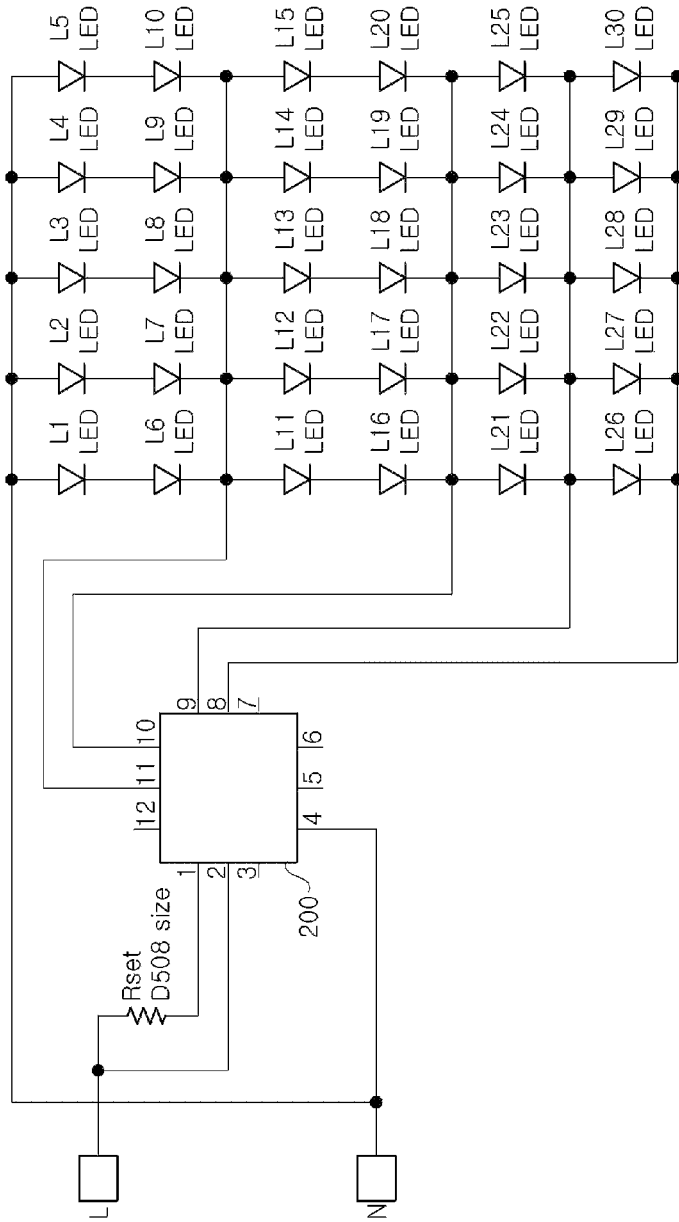 L1
LED
L2
LED
L3
LED
L4
LED
L5
LED
L6
LED
L7
LED
L8
LED
L9
LED
L10
LED
L11
LED
L12
LED
L13
LED
L14
LED
L15
LED
L16
LED
L17
LED
L18
LED
L19
LED
L20
LED
L21
LED
L22
LED
L23
LED
L24
LED
L25
LED
L26
LED
L27
LED
L28
LED
L29
LED
L30
LED
12
11
10
9
8
7
1
2
3
4
5
6
200
Rset
D508 size
L
N